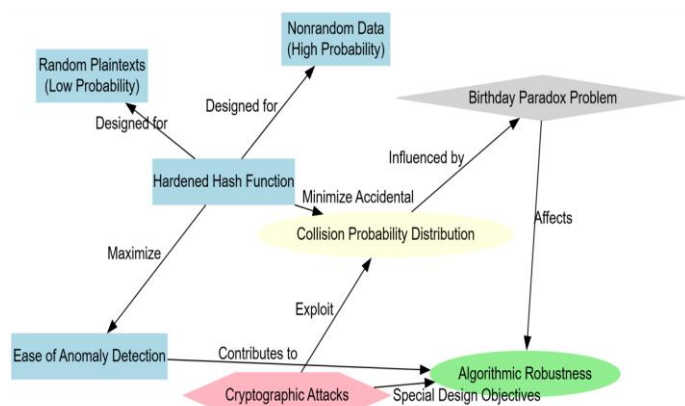 Nonrandom Data
(High Probability)
Random Plaintexts
(Low Probability)
Birthday Paradox Problem
Designed for
Designed for
Influenced by
Hardened Hash Function
Minimize Accidental
Collision Probability Distribution
Affects
Maximize
Exploit
Ease of Anomaly Detection
Contributes to
Algorithmic Robustness
Cryptographic Attacks
Special Design Objectives